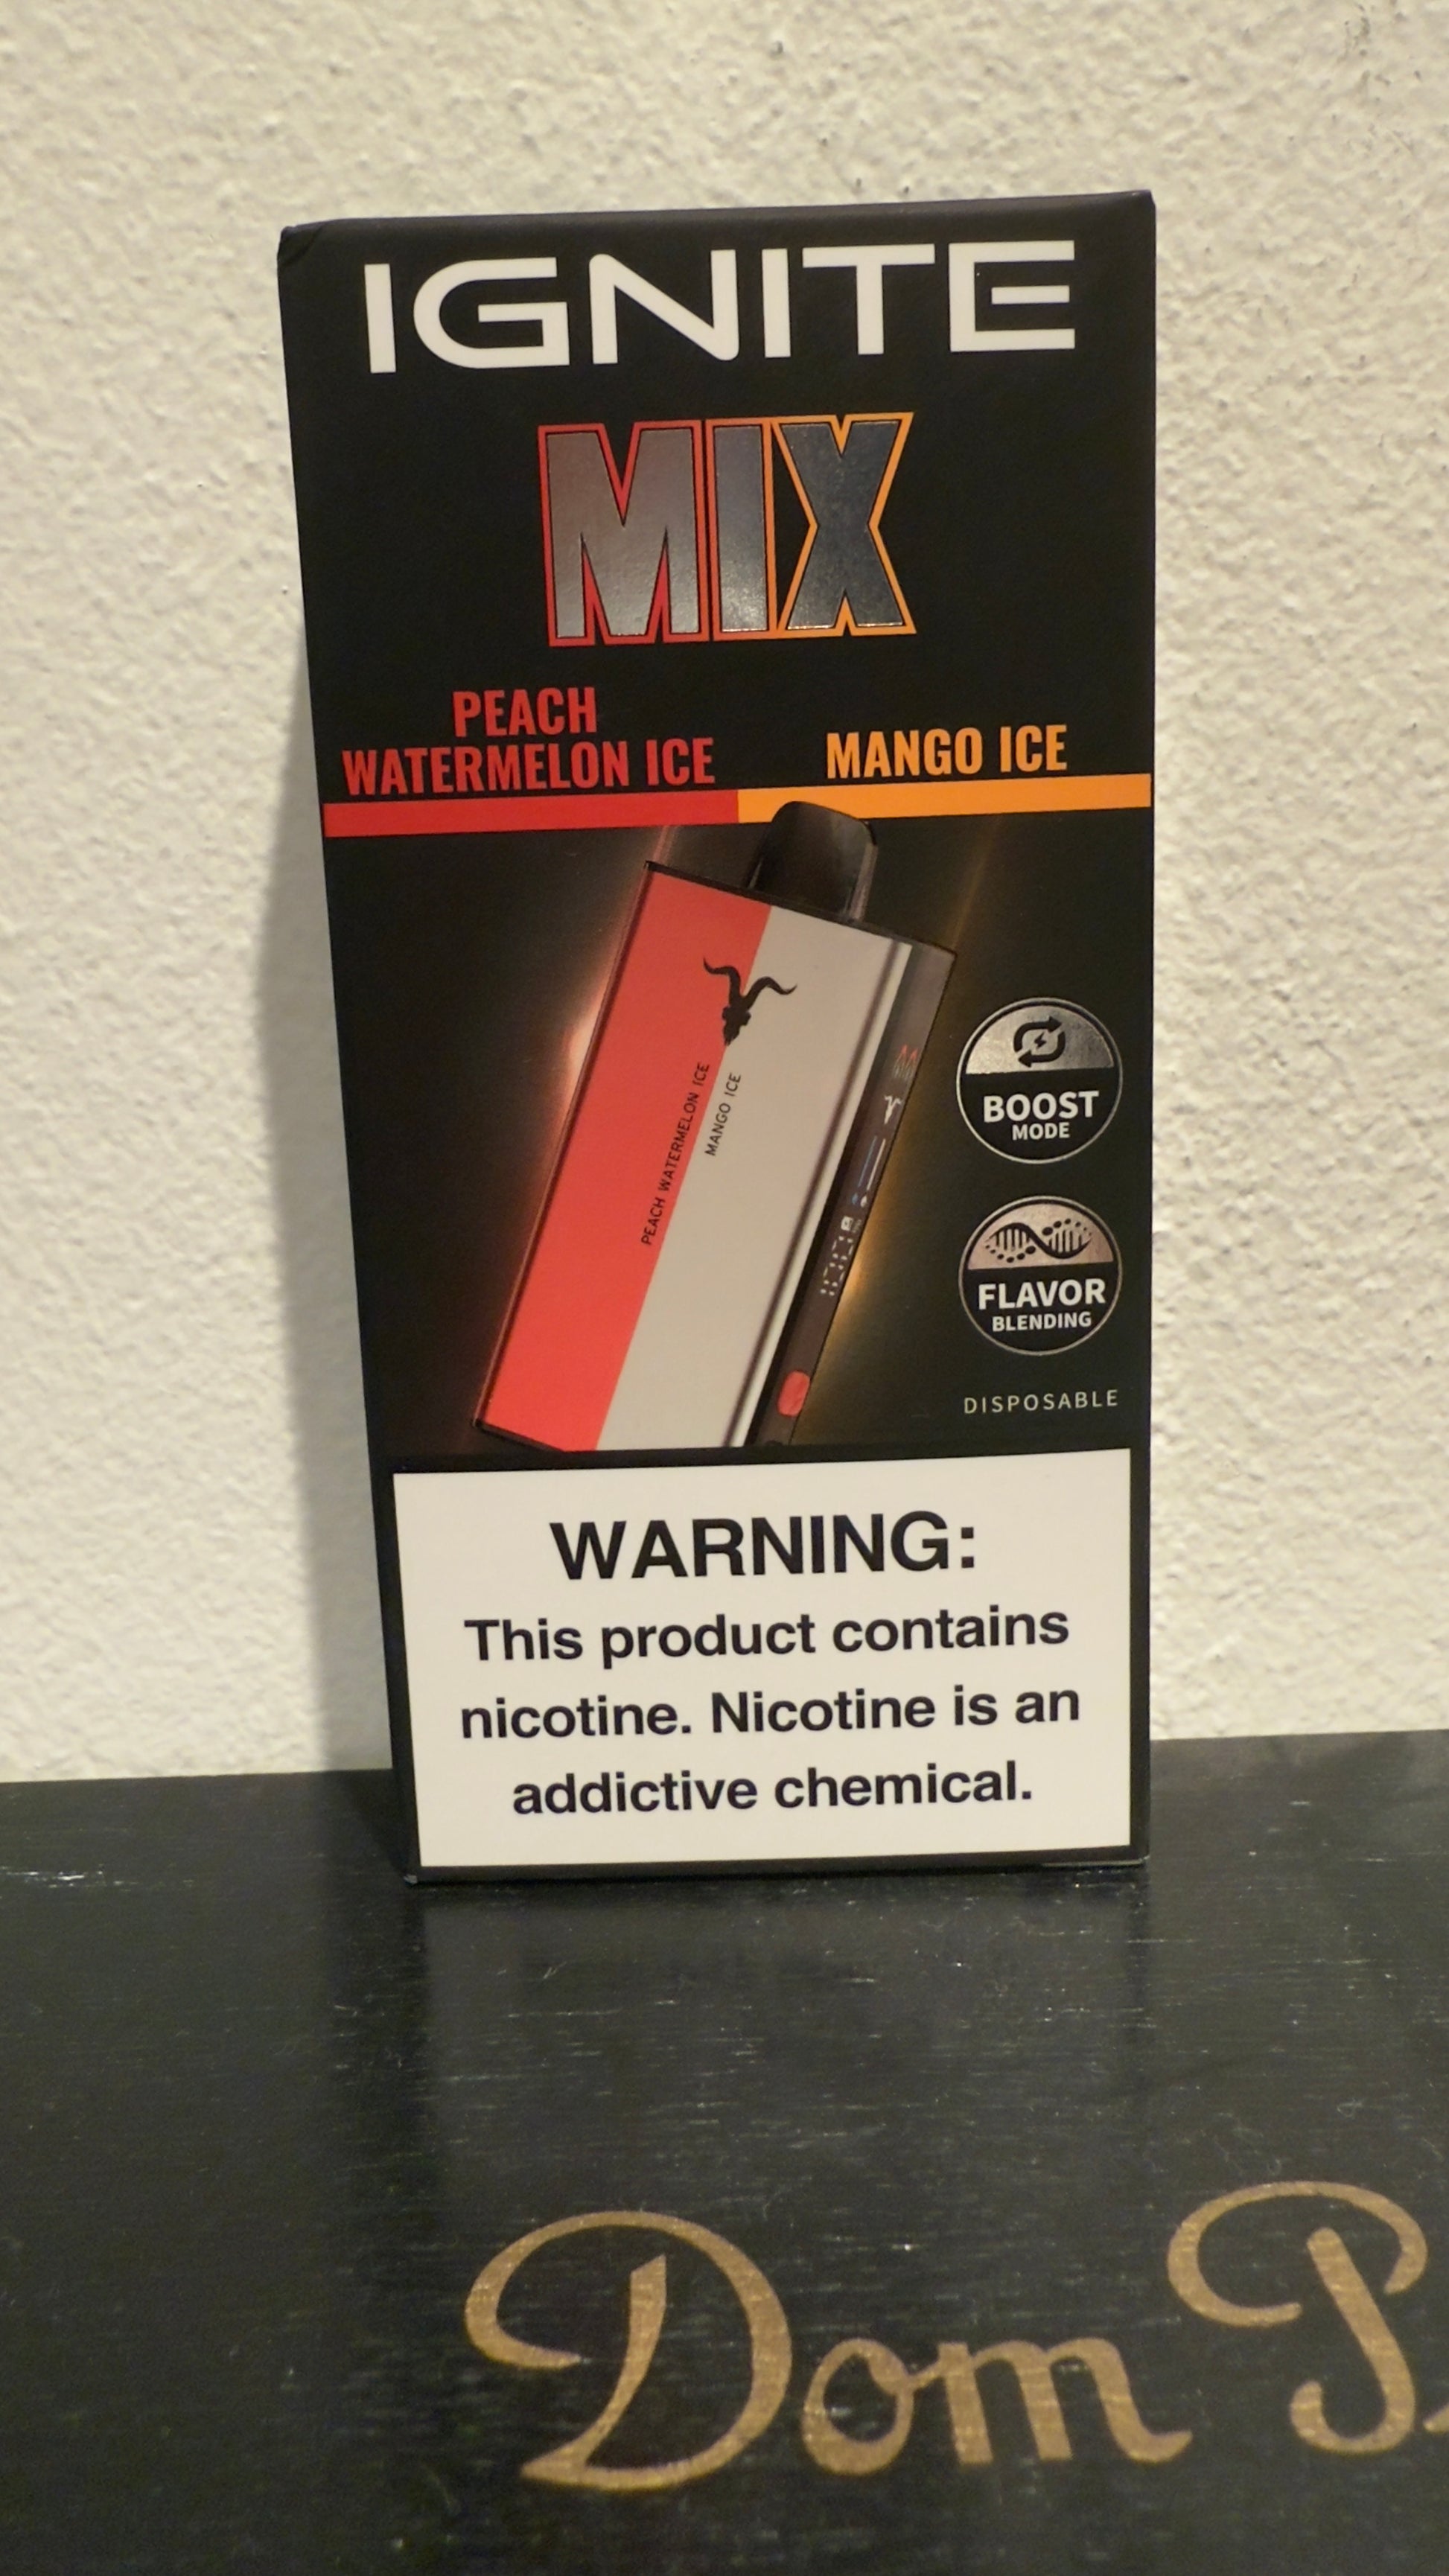 IGNITE
MIX
PEACH
WATERMELON ICE
MANGO ICE
PEACH WATERMELON ICE
MANGO ICE
BOOST
MODE
FLAVOR
BLENDING
DISPOSABLE
WARNING:
This product contains
nicotine. Nicotine is an
addictive chemical.
Dom P